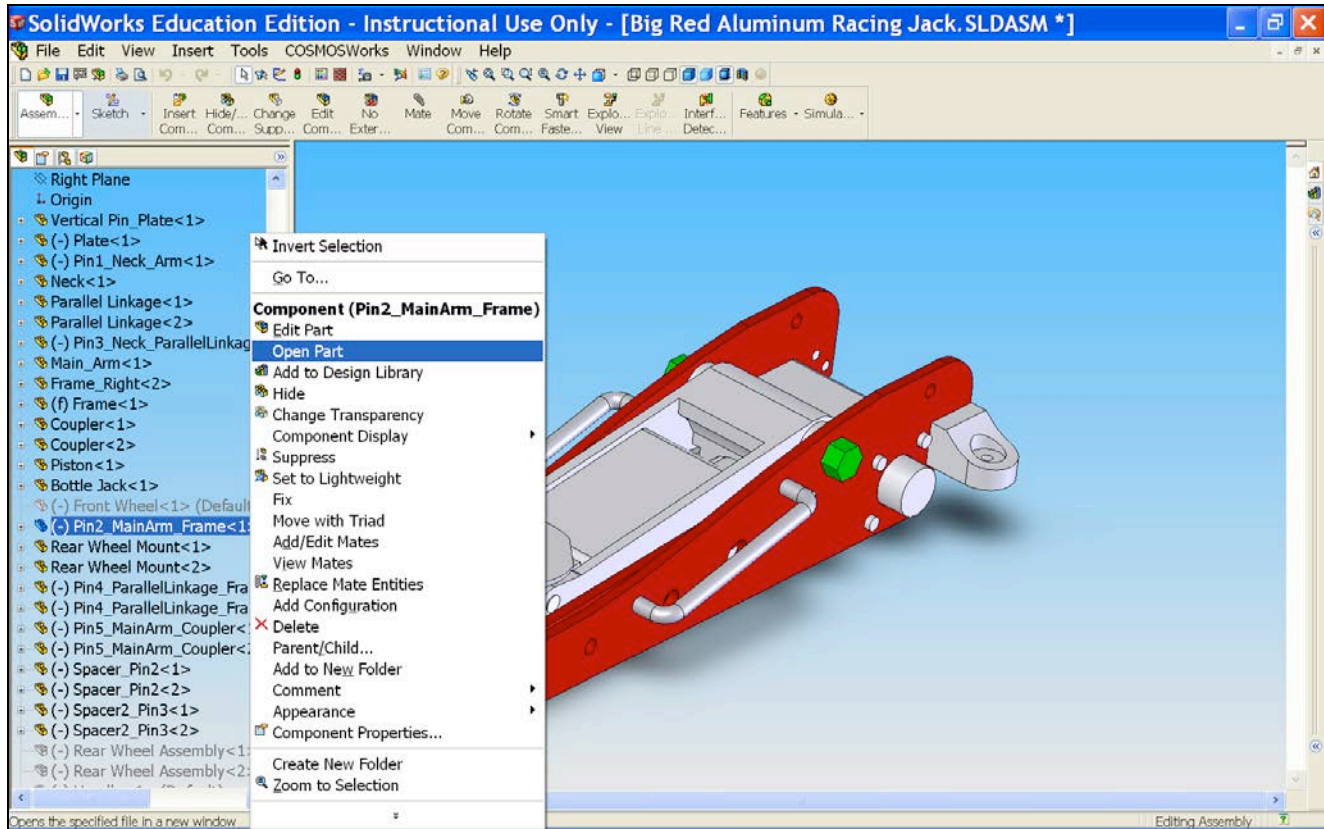 SolidWorks Education Edition - Instructional Use Only - [Big Red Aluminum Racing Jack.SLDASM *]
File Edit View Insert Tools COSMOSWorks Window Help
Assem... Sketch Insert Hide/... Change Edit No Mate Move Rotate Smart Explo... Explo... Interf... Features Simula...
Com... Com... Supp... Com... Exter... Com... Com... Faste... View Line ... Detec...
Right Plane
Origin
Vertical Pin_Plate<1>
(-) Plate<1>
(-) Pin1_Neck_Arm<1>
Neck<1>
Parallel Linkage<1>
Parallel Linkage<2>
(-) Pin3_Neck_ParallelLinkag
Main_Arm<1>
Frame_Right<2>
(f) Frame<1>
Coupler<1>
Coupler<2>
Piston<1>
Bottle Jack<1>
(-) Front Wheel<1> (Default
(-) Pin2_MainArm_Frame<1>
Rear Wheel Mount<1>
Rear Wheel Mount<2>
(-) Pin4_ParallelLinkage_Fra
(-) Pin4_ParallelLinkage_Fra
(-) Pin5_MainArm_Coupler<
(-) Pin5_MainArm_Coupler<
(-) Spacer_Pin2<1>
(-) Spacer_Pin2<2>
(-) Spacer2_Pin3<1>
(-) Spacer2_Pin3<2>
(-) Rear Wheel Assembly<1
(-) Rear Wheel Assembly<2
Invert Selection
Go To...
Component (Pin2_MainArm_Frame)
Edit Part
Open Part
Add to Design Library
Hide
Change Transparency
Component Display
Suppress
Set to Lightweight
Fix
Move with Triad
Add/Edit Mates
View Mates
Replace Mate Entities
Add Configuration
Delete
Parent/Child...
Add to New Folder
Comment
Appearance
Component Properties...
Create New Folder
Zoom to Selection
Opens the specified file in a new window
Editing Assembly